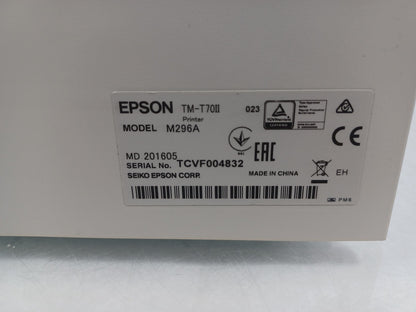 EPSON TM-T70II 023
Printer
MODEL M296A
MD 201605
SERIAL No. TCVF004832
SEIKO EPSON CORP.
MADE IN CHINA
EAC
CE
EH
PM6